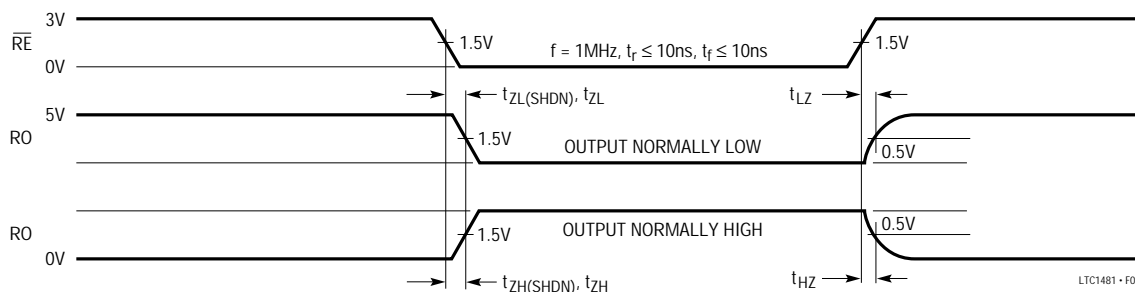 3V
RE
0V
1.5V
f = 1MHz, tr ≤ 10ns, tf ≤ 10ns
1.5V
tZL(SHDN), tZL
tLZ
5V
RO
1.5V
OUTPUT NORMALLY LOW
0.5V
RO
0V
1.5V
OUTPUT NORMALLY HIGH
0.5V
tZH(SHDN), tZH
tHZ
LTC1481 • F0